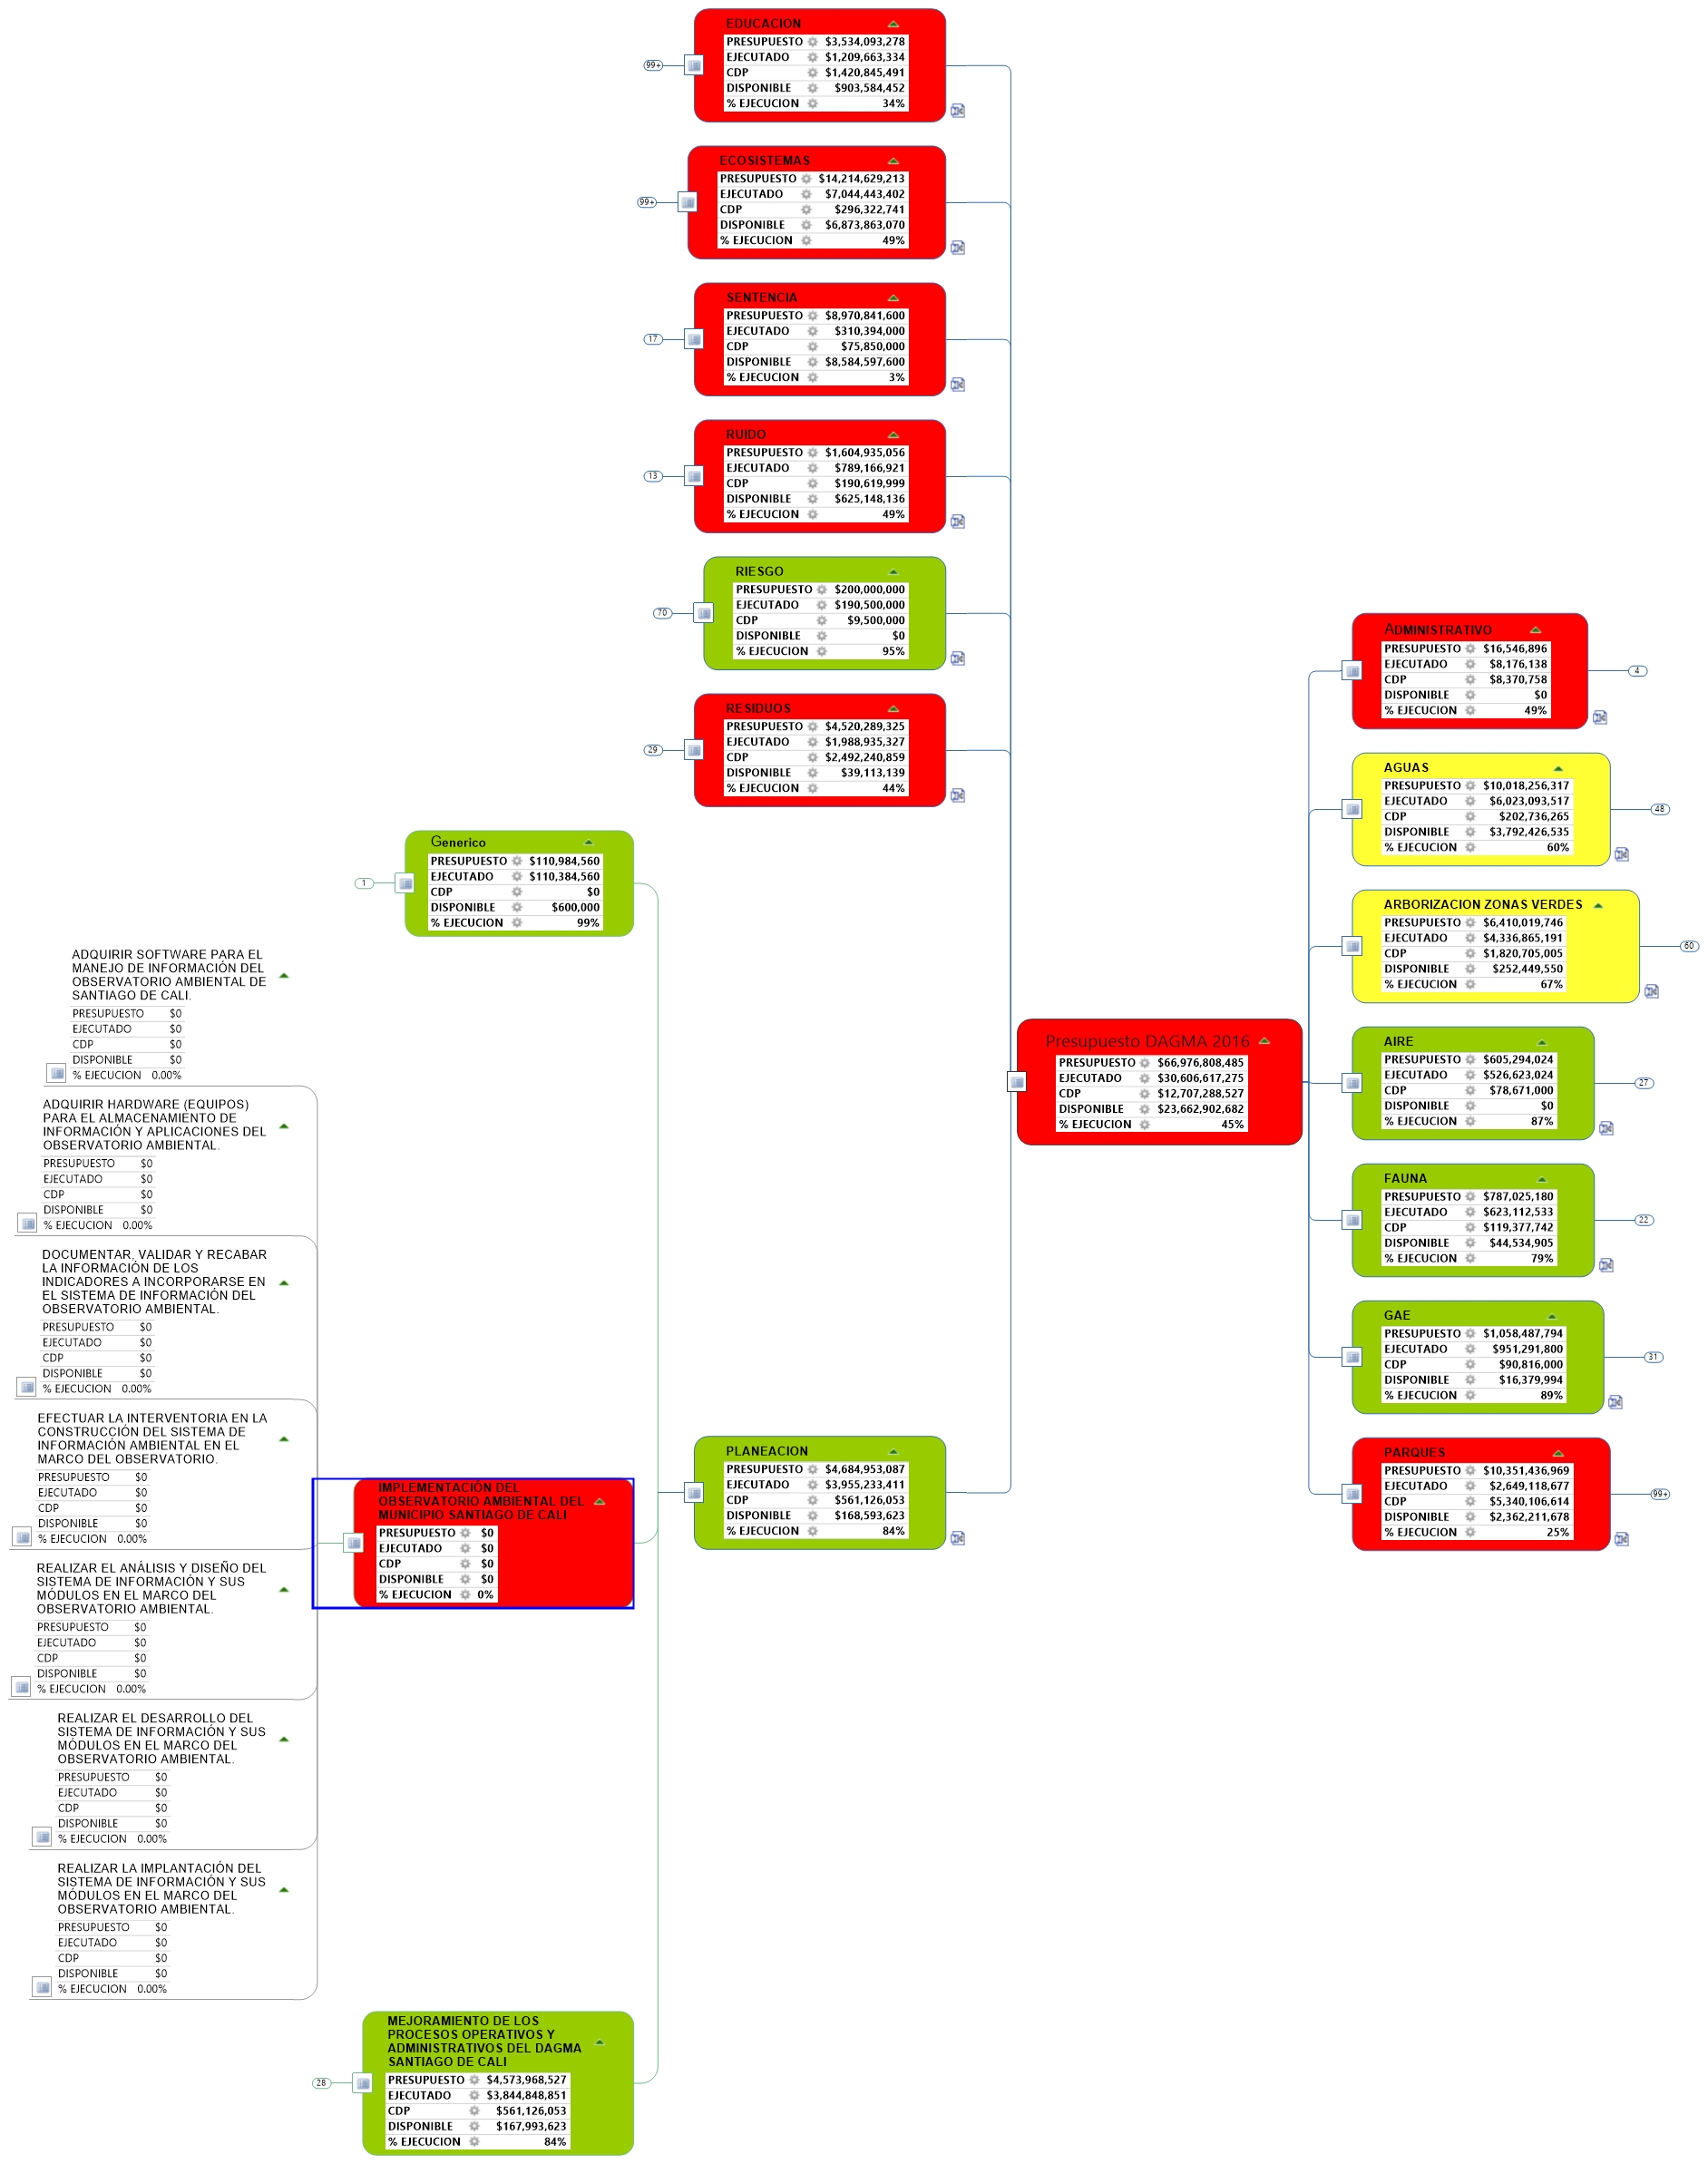 EDUCACION
PRESUPUESTO $3,534,093,278
EJECUTADO $1,209,663,334
CDP $1,420,845,491
DISPONIBLE $903,584,452
% EJECUCION 34%
99+
ECOSISTEMAS
PRESUPUESTO $14,214,629,213
EJECUTADO $7,044,443,402
CDP $296,322,741
DISPONIBLE $6,873,863,070
% EJECUCION 49%
99+
SENTENCIA
PRESUPUESTO $8,970,841,600
EJECUTADO $310,394,000
CDP $75,850,000
DISPONIBLE $8,584,597,600
% EJECUCION 3%
17
RUIDO
PRESUPUESTO $1,604,935,056
EJECUTADO $789,166,921
CDP $190,619,999
DISPONIBLE $625,148,136
% EJECUCION 49%
13
RIESGO
PRESUPUESTO $200,000,000
EJECUTADO $190,500,000
CDP $9,500,000
DISPONIBLE $0
% EJECUCION 95%
70
RESIDUOS
PRESUPUESTO $4,520,289,325
EJECUTADO $1,988,935,327
CDP $2,492,240,859
DISPONIBLE $39,113,139
% EJECUCION 44%
29
Generico
PRESUPUESTO $110,984,560
EJECUTADO $110,384,560
CDP $0
DISPONIBLE $600,000
% EJECUCION 99%
1
ADQUIRIR SOFTWARE PARA EL
MANEJO DE INFORMACIÓN DEL
OBSERVATORIO AMBIENTAL DE
SANTIAGO DE CALI.
PRESUPUESTO $0
EJECUTADO $0
CDP $0
DISPONIBLE $0
% EJECUCION 0.00%
ADQUIRIR HARDWARE (EQUIPOS)
PARA EL ALMACENAMIENTO DE
INFORMACIÓN Y APLICACIONES DEL
OBSERVATORIO AMBIENTAL.
PRESUPUESTO $0
EJECUTADO $0
CDP $0
DISPONIBLE $0
% EJECUCION 0.00%
DOCUMENTAR, VALIDAR Y RECABAR
LA INFORMACIÓN DE LOS
INDICADORES A INCORPORARSE EN
EL SISTEMA DE INFORMACIÓN DEL
OBSERVATORIO AMBIENTAL.
PRESUPUESTO $0
EJECUTADO $0
CDP $0
DISPONIBLE $0
% EJECUCION 0.00%
EFECTUAR LA INTERVENTORIA EN LA
CONSTRUCCIÓN DEL SISTEMA DE
INFORMACIÓN AMBIENTAL EN EL
MARCO DEL OBSERVATORIO.
PRESUPUESTO $0
EJECUTADO $0
CDP $0
DISPONIBLE $0
% EJECUCION 0.00%
REALIZAR EL ANÁLISIS Y DISEÑO DEL
SISTEMA DE INFORMACIÓN Y SUS
MÓDULOS EN EL MARCO DEL
OBSERVATORIO AMBIENTAL.
PRESUPUESTO $0
EJECUTADO $0
CDP $0
DISPONIBLE $0
% EJECUCION 0.00%
REALIZAR EL DESARROLLO DEL
SISTEMA DE INFORMACIÓN Y SUS
MÓDULOS EN EL MARCO DEL
OBSERVATORIO AMBIENTAL.
PRESUPUESTO $0
EJECUTADO $0
CDP $0
DISPONIBLE $0
% EJECUCION 0.00%
REALIZAR LA IMPLANTACIÓN DEL
SISTEMA DE INFORMACIÓN Y SUS
MÓDULOS EN EL MARCO DEL
OBSERVATORIO AMBIENTAL.
PRESUPUESTO $0
EJECUTADO $0
CDP $0
DISPONIBLE $0
% EJECUCION 0.00%
IMPLEMENTACIÓN DEL
OBSERVATORIO AMBIENTAL DEL
MUNICIPIO SANTIAGO DE CALI
PRESUPUESTO $0
EJECUTADO $0
CDP $0
DISPONIBLE $0
% EJECUCION 0%
MEJORAMIENTO DE LOS
PROCESOS OPERATIVOS Y
ADMINISTRATIVOS DEL DAGMA
SANTIAGO DE CALI
PRESUPUESTO $4,573,968,527
EJECUTADO $3,844,848,851
CDP $561,126,053
DISPONIBLE $167,993,623
% EJECUCION 84%
28
PLANEACION
PRESUPUESTO $4,684,953,087
EJECUTADO $3,955,233,411
CDP $561,126,053
DISPONIBLE $168,593,623
% EJECUCION 84%
Presupuesto DAGMA 2016
PRESUPUESTO $66,976,808,485
EJECUTADO $30,606,617,275
CDP $12,707,288,527
DISPONIBLE $23,662,902,682
% EJECUCION 45%
ADMINISTRATIVO
PRESUPUESTO $16,546,896
EJECUTADO $8,176,138
CDP $8,370,758
DISPONIBLE $0
% EJECUCION 49%
4
AGUAS
PRESUPUESTO $10,018,256,317
EJECUTADO $6,023,093,517
CDP $202,736,265
DISPONIBLE $3,792,426,535
% EJECUCION 60%
48
ARBORIZACION ZONAS VERDES
PRESUPUESTO $6,410,019,746
EJECUTADO $4,336,865,191
CDP $1,820,705,005
DISPONIBLE $252,449,550
% EJECUCION 67%
60
AIRE
PRESUPUESTO $605,294,024
EJECUTADO $526,623,024
CDP $78,671,000
DISPONIBLE $0
% EJECUCION 87%
27
FAUNA
PRESUPUESTO $787,025,180
EJECUTADO $623,112,533
CDP $119,377,742
DISPONIBLE $44,534,905
% EJECUCION 79%
22
GAE
PRESUPUESTO $1,058,487,794
EJECUTADO $951,291,800
CDP $90,816,000
DISPONIBLE $16,379,994
% EJECUCION 89%
31
PARQUES
PRESUPUESTO $10,351,436,969
EJECUTADO $2,649,118,677
CDP $5,340,106,614
DISPONIBLE $2,362,211,678
% EJECUCION 25%
99+